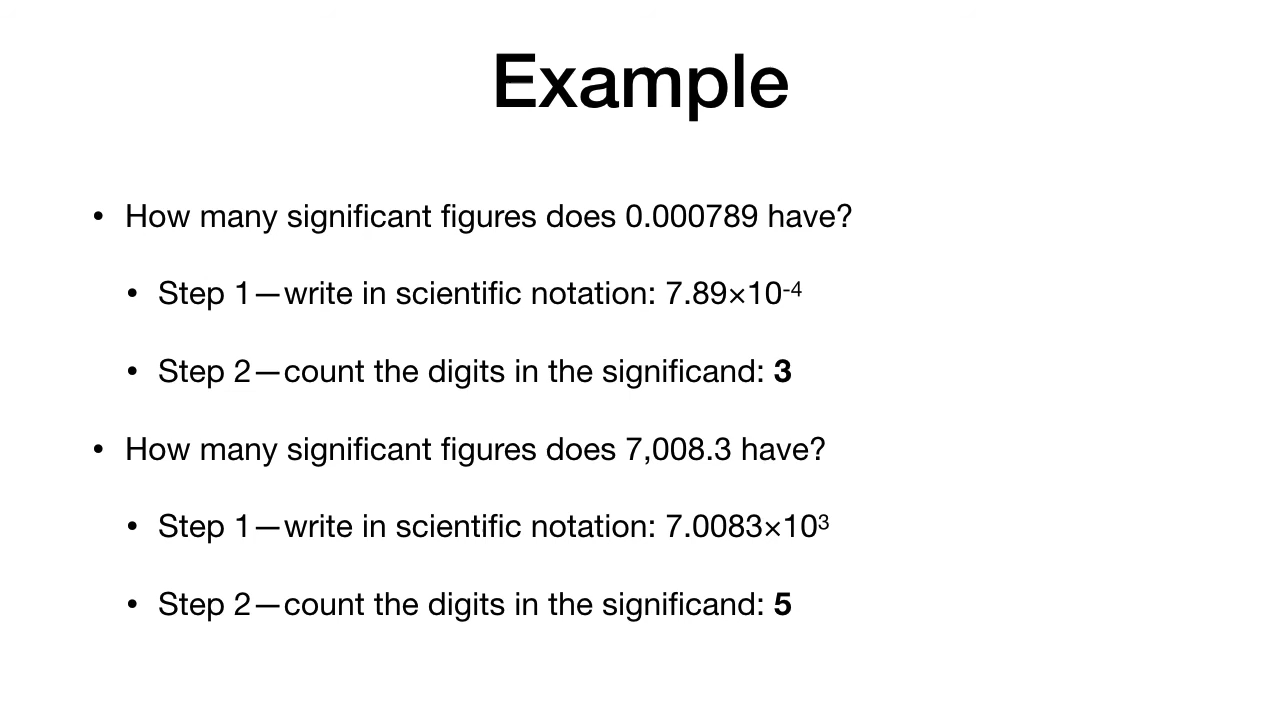 Example
• How many significant figures does 0.000789 have?
• Step 1—write in scientific notation: 7.89×10⁻⁴
• Step 2—count the digits in the significand: 3
• How many significant figures does 7,008.3 have?
• Step 1—write in scientific notation: 7.0083×10³
• Step 2—count the digits in the significand: 5